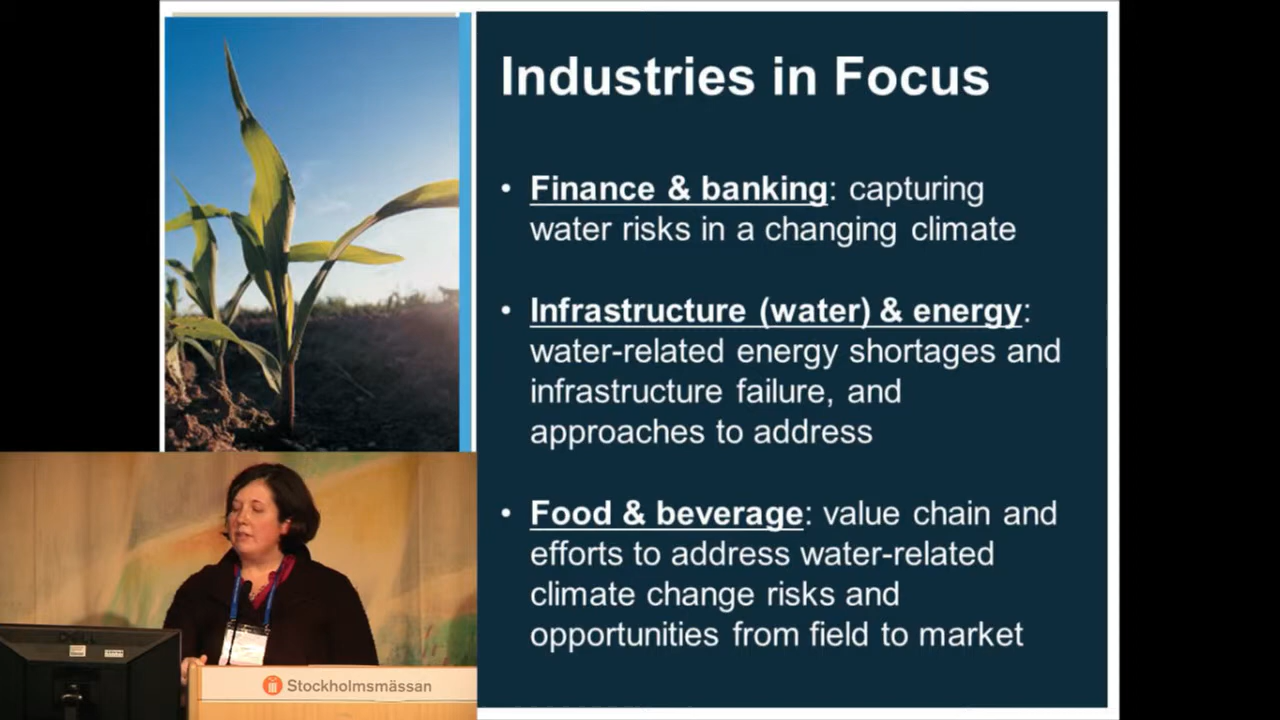 Industries in Focus
• Finance & banking: capturing
water risks in a changing climate
• Infrastructure (water) & energy:
water-related energy shortages and
infrastructure failure, and
approaches to address
• Food & beverage: value chain and
efforts to address water-related
climate change risks and
opportunities from field to market
DELL
Stockholmsmässan